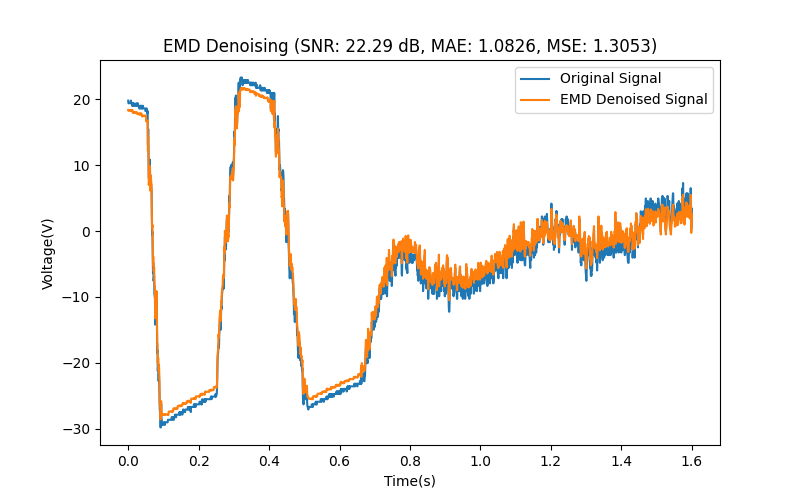 EMD Denoising (SNR: 22.29 dB, MAE: 1.0826, MSE: 1.3053)
Original Signal
EMD Denoised Signal
20
10
0
−10
−20
−30
Voltage(V)
0.0 0.2 0.4 0.6 0.8 1.0 1.2 1.4 1.6
Time(s)